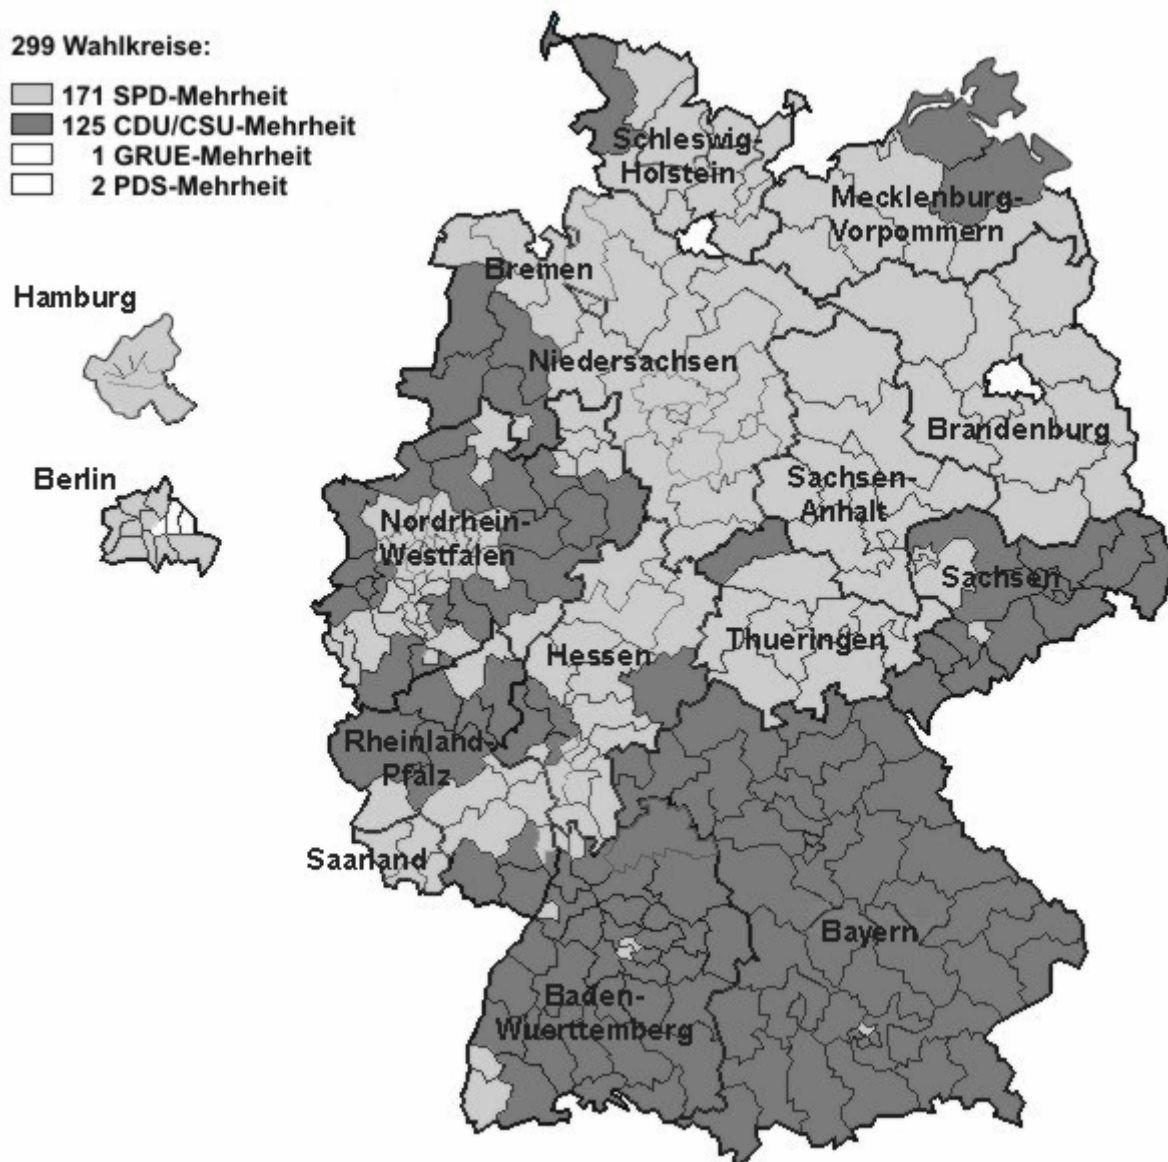 299 Wahlkreise:
171 SPD-Mehrheit
125 CDU/CSU-Mehrheit
1 GRUE-Mehrheit
2 PDS-Mehrheit
Schleswig-
Holstein
Mecklenburg-
Vorpommern
Bremen
Hamburg
Niedersachsen
Brandenburg
Berlin
Sachsen-
Anhalt
Nordrhein-
Westfalen
Sachsen
Thueringen
Hessen
Rheinland-
Pfalz
Saarland
Bayern
Baden-
Wuerttemberg